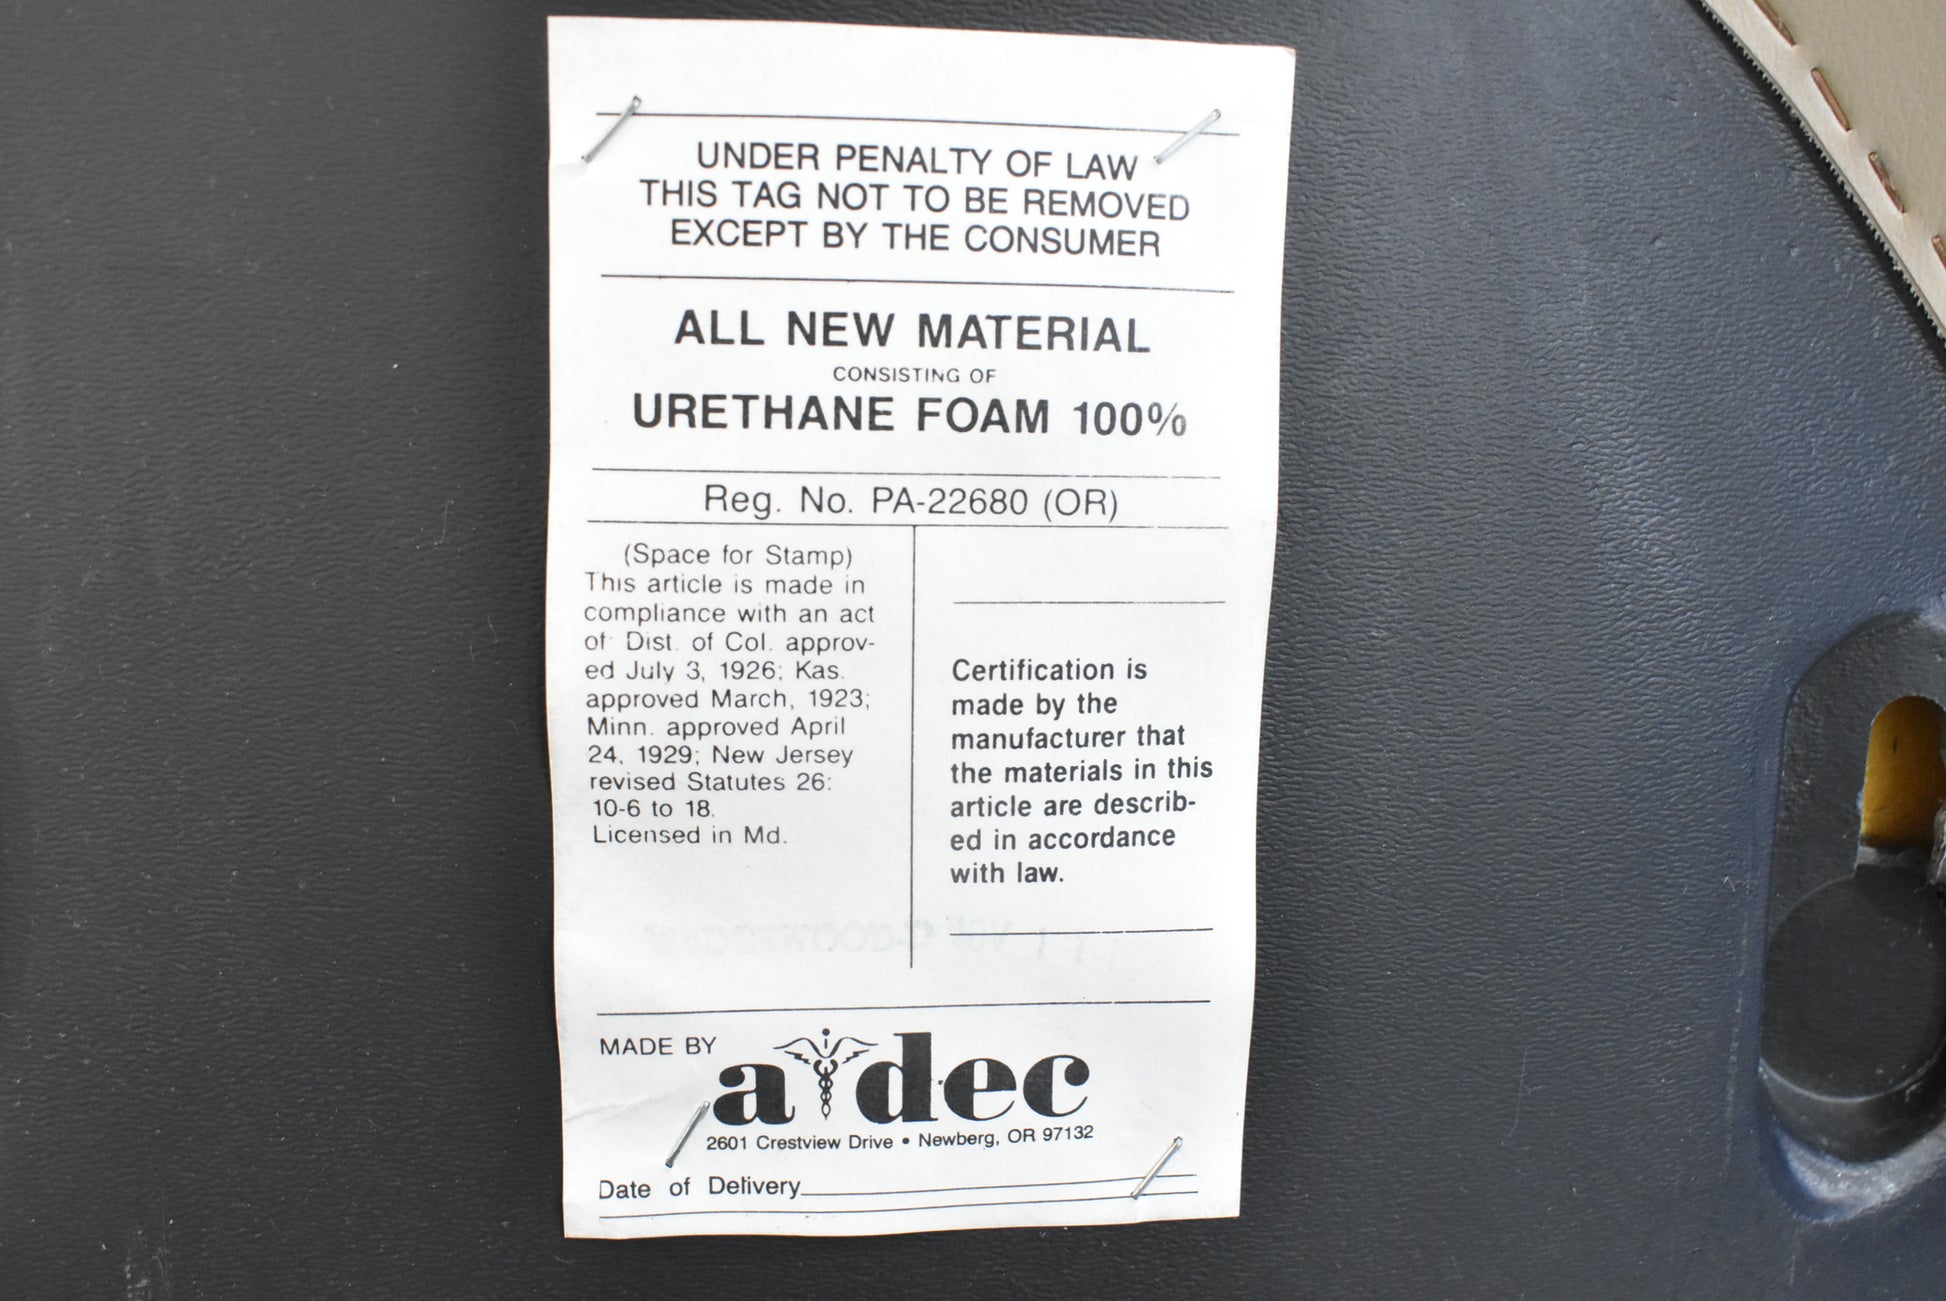 UNDER PENALTY OF LAW
THIS TAG NOT TO BE REMOVED
EXCEPT BY THE CONSUMER
ALL NEW MATERIAL
CONSISTING OF
URETHANE FOAM 100%
Reg. No. PA-22680 (OR)
(Space for Stamp)
This article is made in
compliance with an act
of Dist. of Col. approv-
ed July 3, 1926; Kas.
approved March, 1923;
Minn. approved April
24, 1929; New Jersey
revised Statutes 26:
10-6 to 18.
Licensed in Md.
Certification is
made by the
manufacturer that
the materials in this
article are describ-
ed in accordance
with law.
MADE BY
a dec
2601 Crestview Drive • Newberg, OR 97132
Date of Delivery